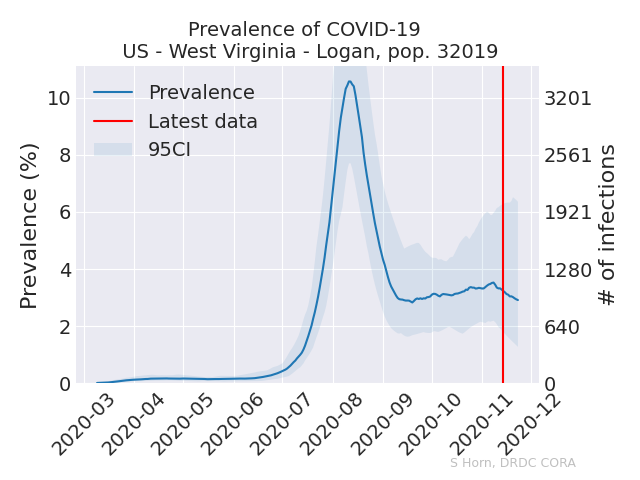 Prevalence of COVID-19
US - West Virginia - Logan, pop. 32019
Prevalence
Latest data
95CI
Prevalence (%)
10
8
6
4
2
0
3201
2561
1921
1280
640
0
# of infections
2020-03
2020-04
2020-05
2020-06
2020-07
2020-08
2020-09
2020-10
2020-11
2020-12
S Horn, DRDC CORA